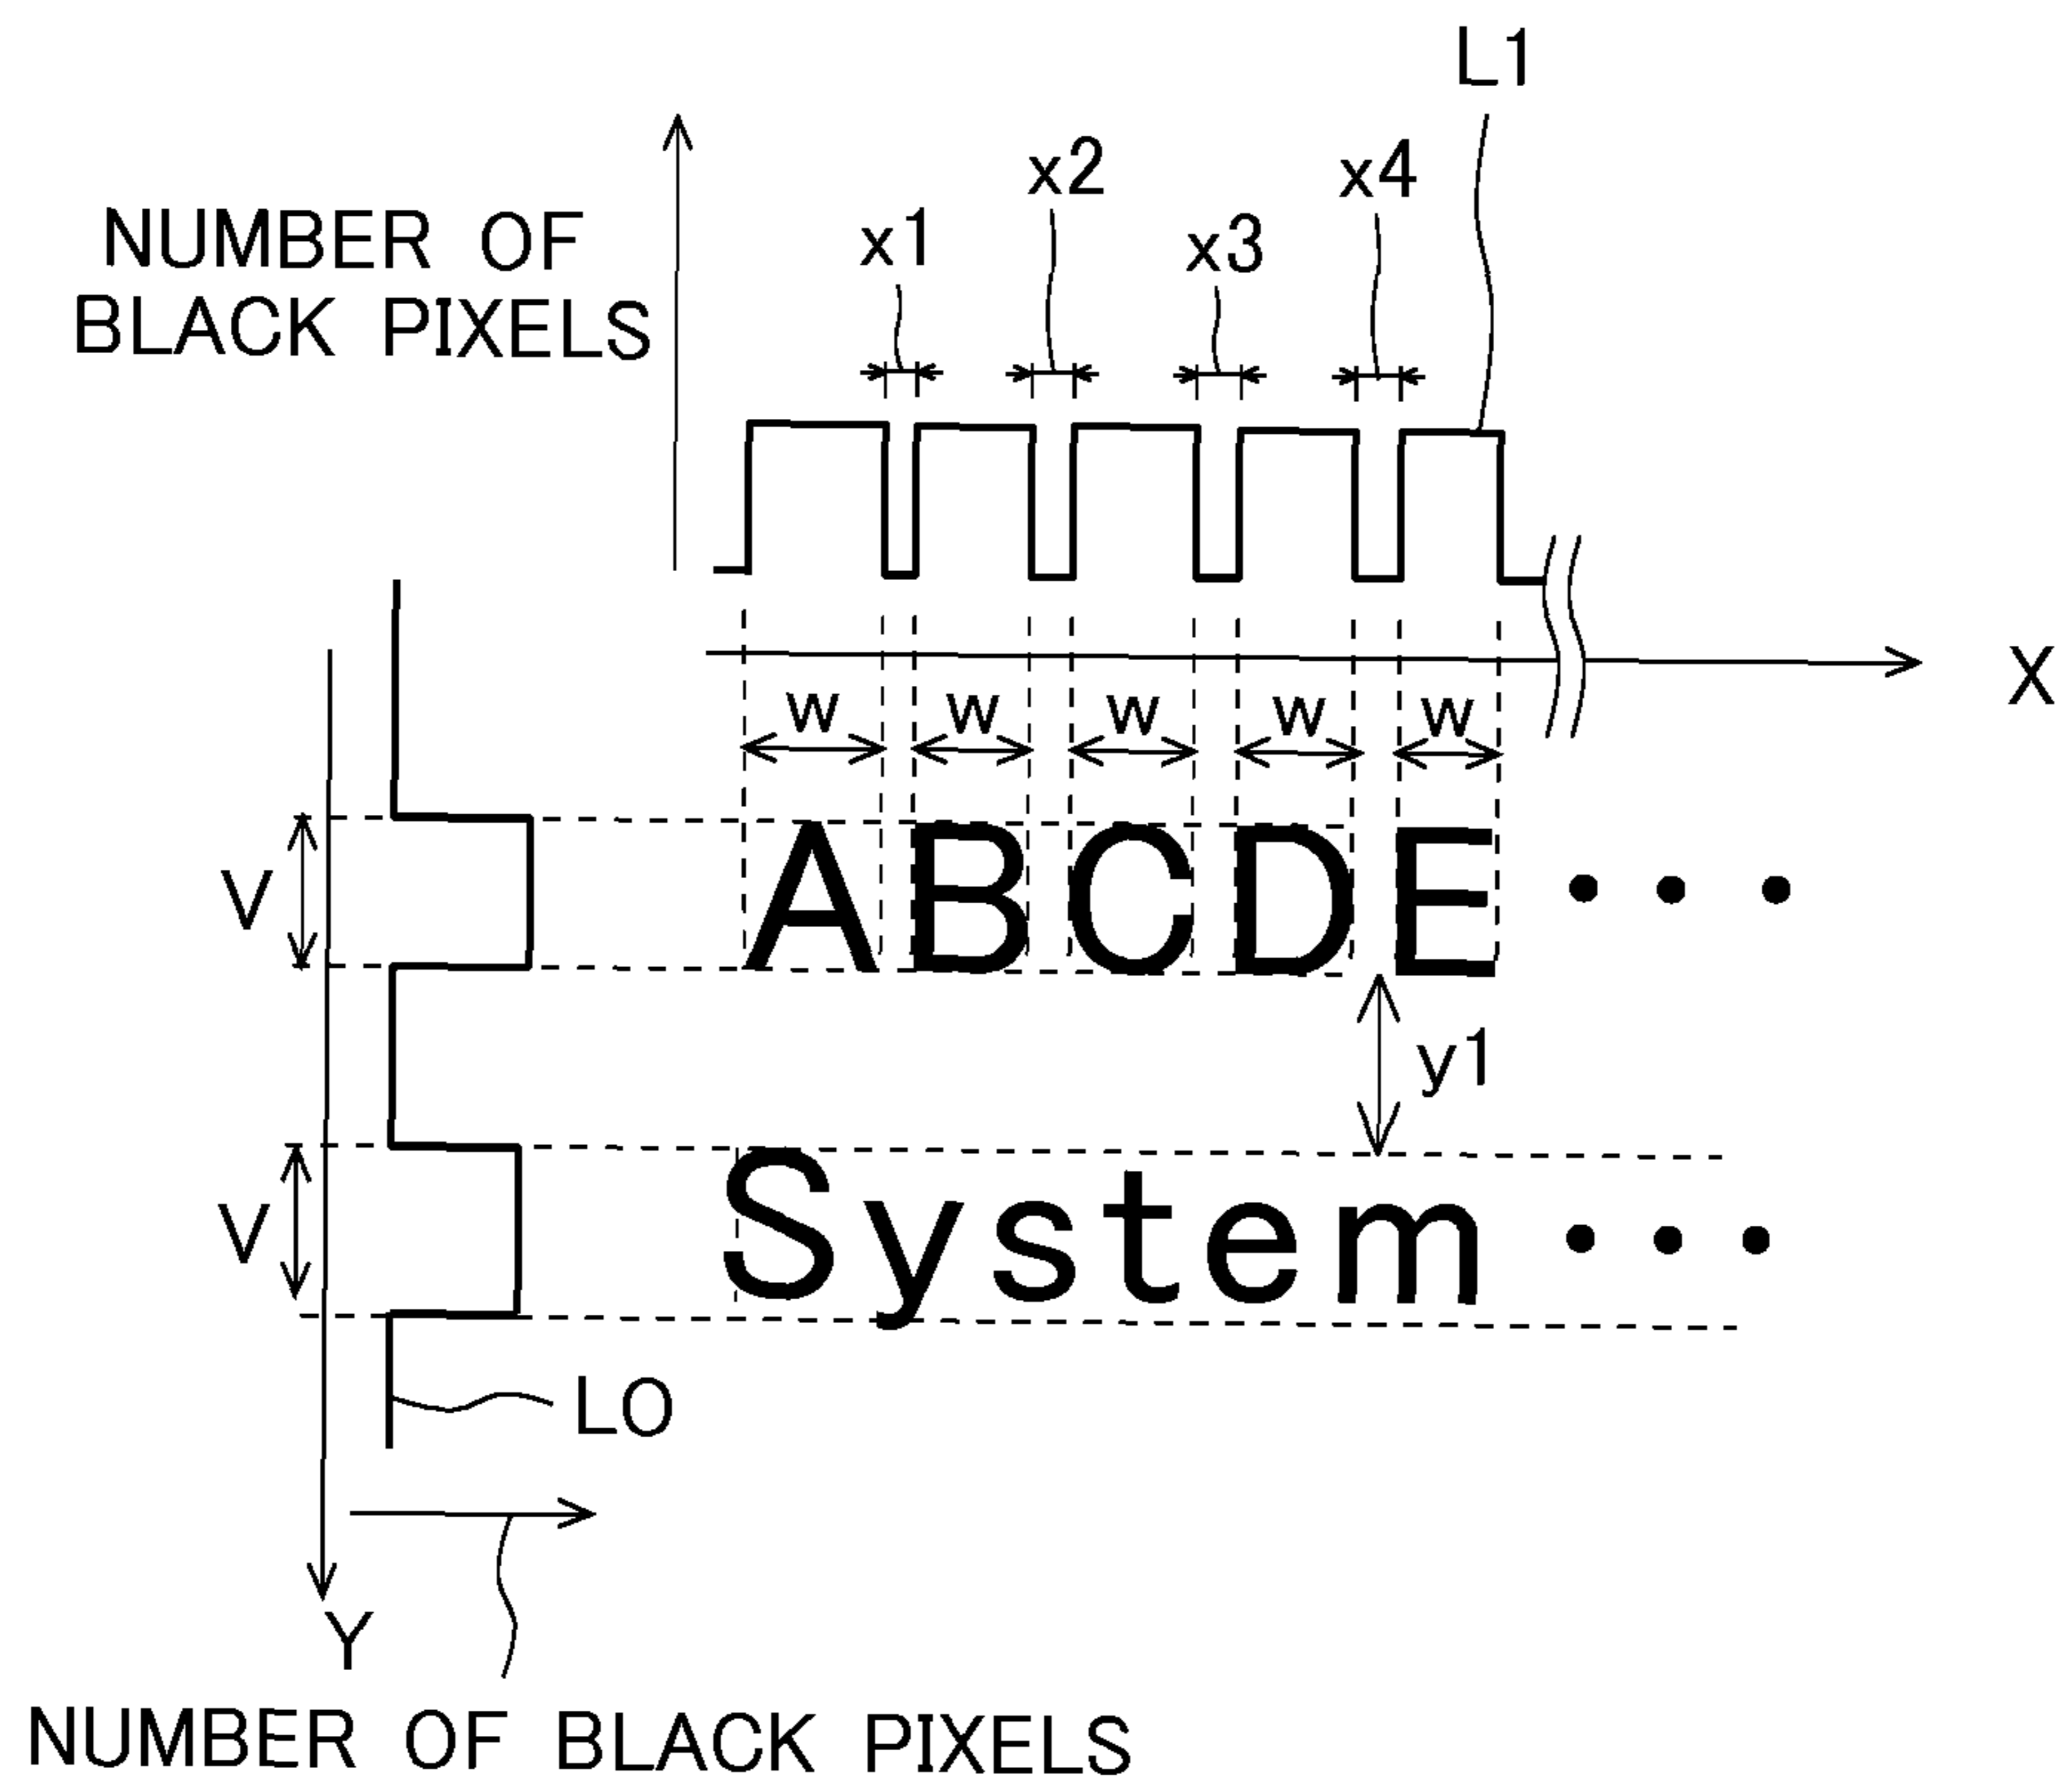 L1
x2
x4
NUMBER OF
x1
x3
BLACK PIXELS
X
w w w w w
V
ABCDE • • •
y1
V
System • • •
LO
Y
NUMBER OF BLACK PIXELS